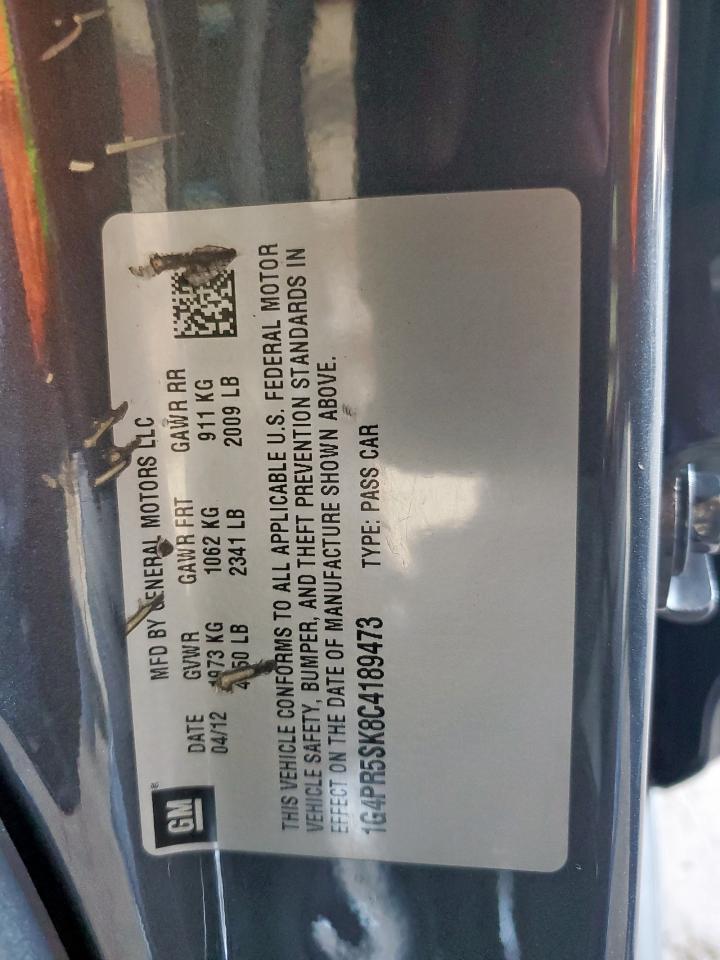 GM ®
MFD BY GENERAL MOTORS LLC
DATE GVWR GAWR FRT GAWR RR
04/12 1973 KG 1062 KG 911 KG
LB 2341 LB 2009 LB
THIS VEHICLE CONFORMS TO ALL APPLICABLE U.S. FEDERAL MOTOR
VEHICLE SAFETY, BUMPER, AND THEFT PREVENTION STANDARDS IN
EFFECT ON THE DATE OF MANUFACTURE SHOWN ABOVE.
1G4PR5SK8C4189473 TYPE: PASS CAR